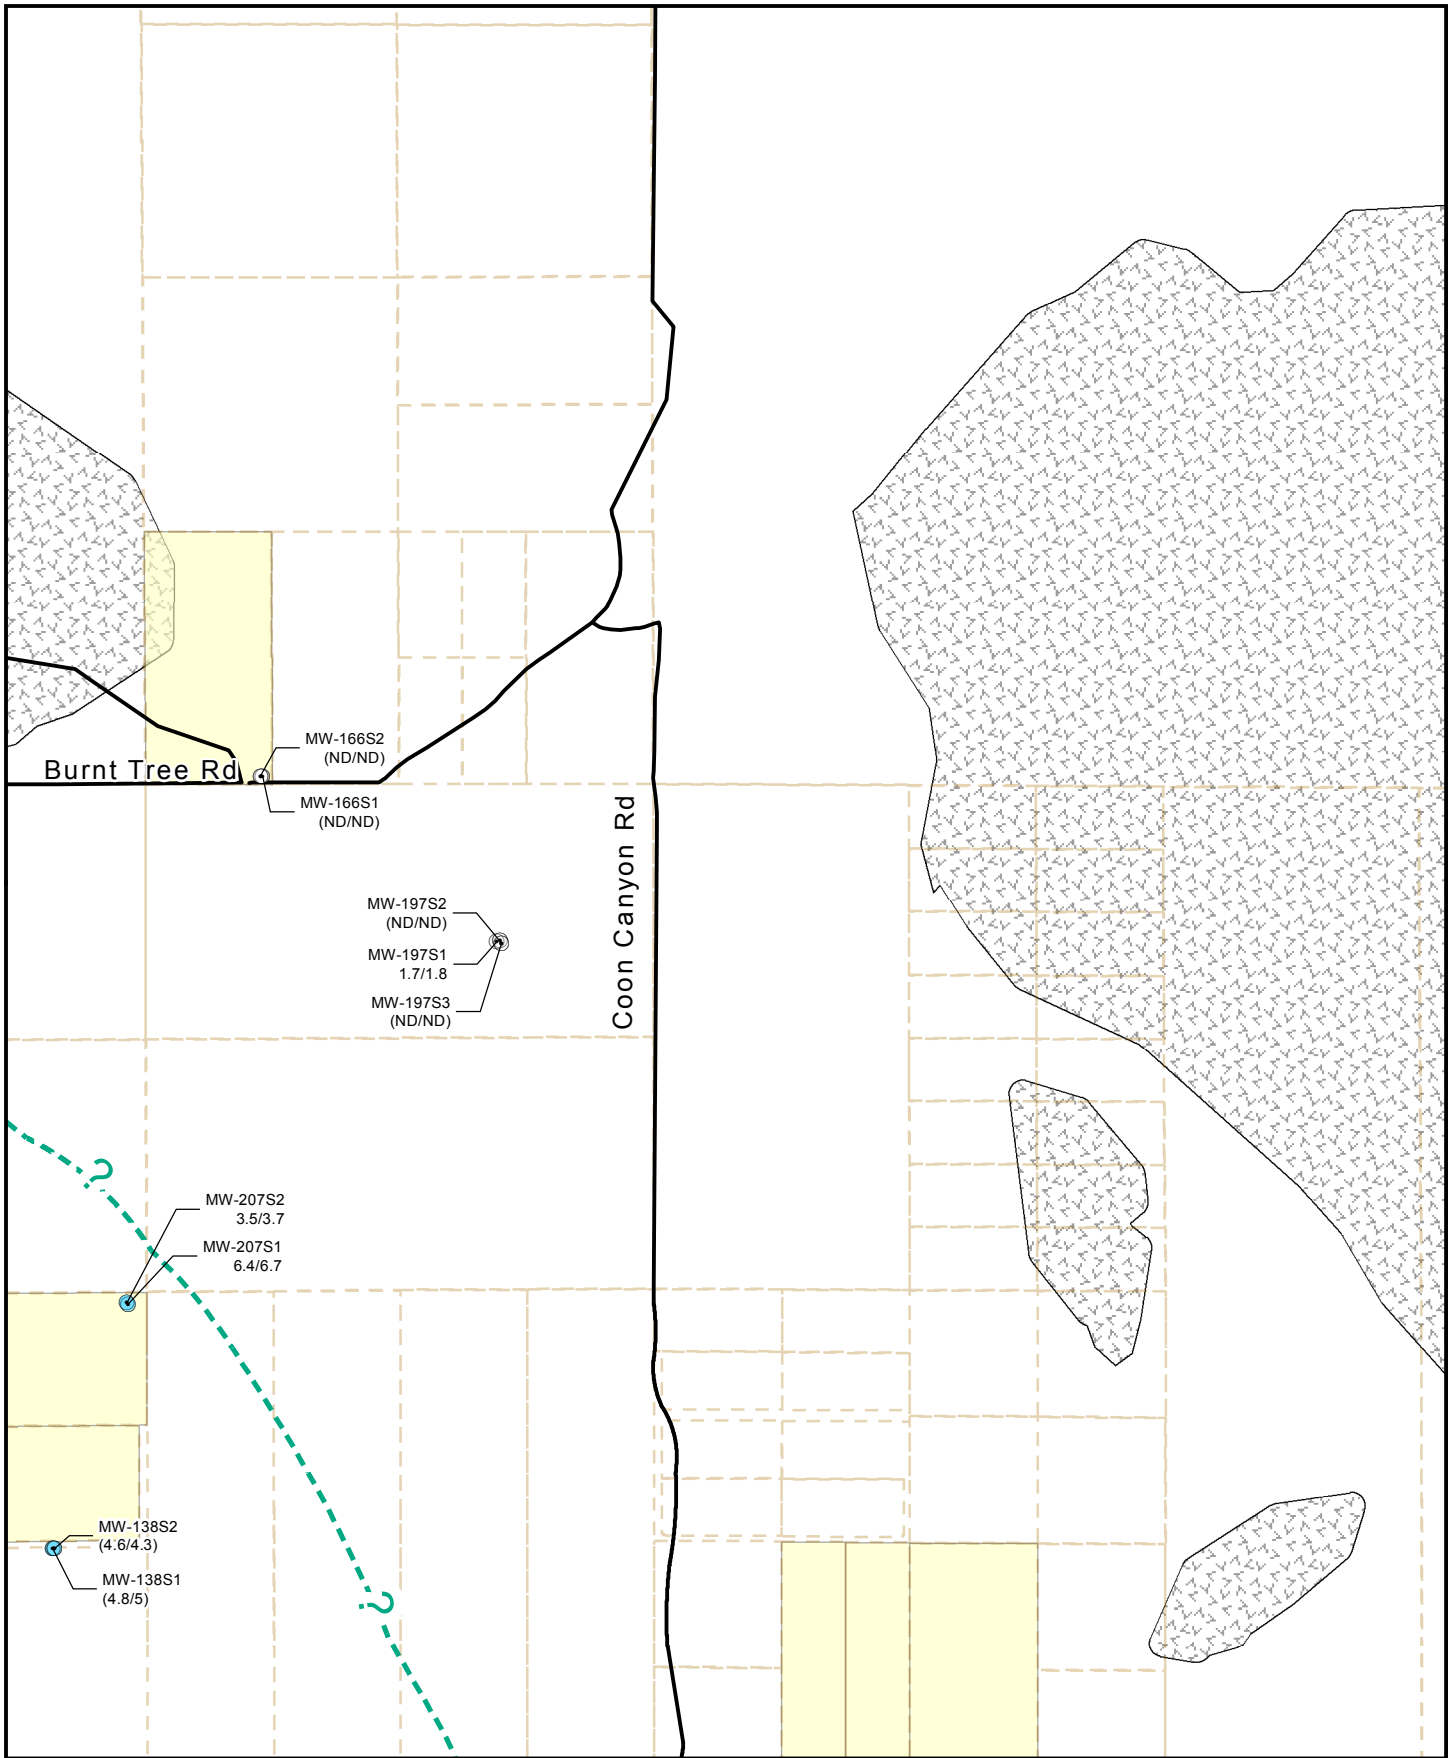 MW-166S2
(ND/ND)
Burnt Tree Rd
MW-166S1
(ND/ND)
Coon Canyon Rd
MW-197S2
(ND/ND)
MW-197S1
1.7/1.8
MW-197S3
(ND/ND)
?
MW-207S2
3.5/3.7
MW-207S1
6.4/6.7
MW-138S2
(4.6/4.3)
MW-138S1
(4.8/5)
?